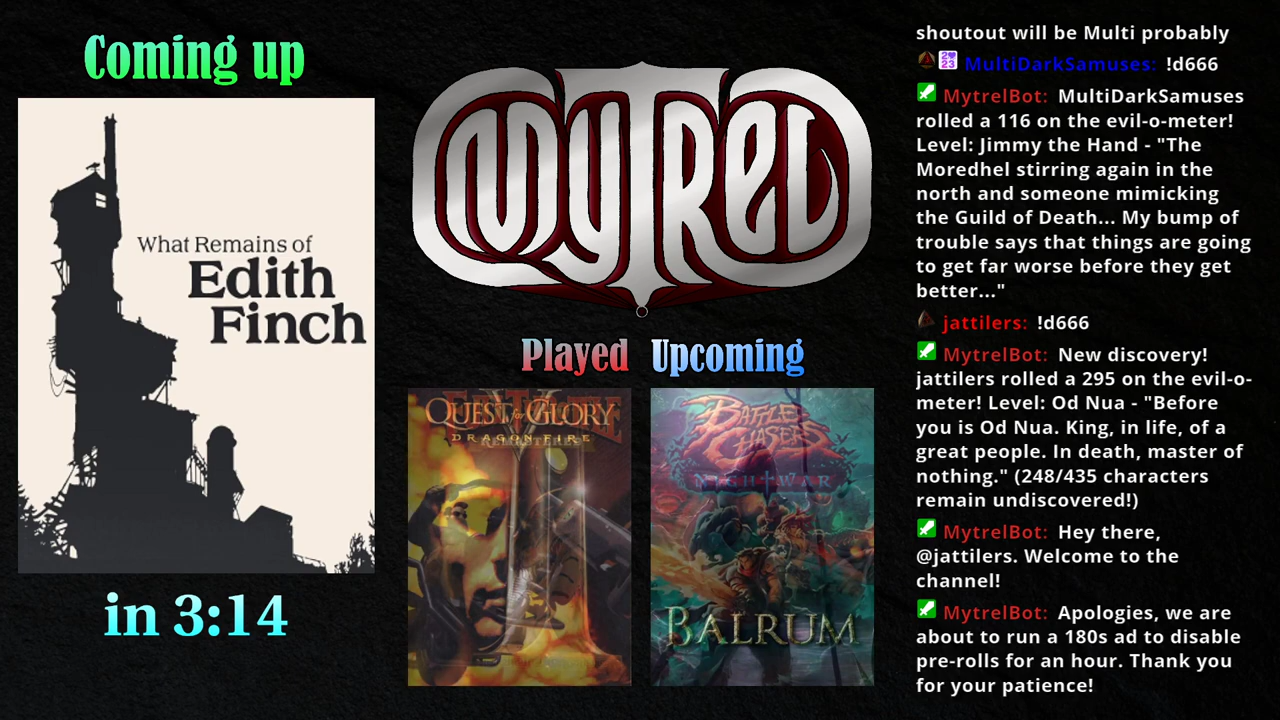 Coming up
What Remains of
Edith
Finch
in 3:14
MyTReL
Played
Upcoming
QUEST FOR GLORY
DRAGON FIRE
BATTLE
CHASERS
NIGHTWAR
BALRUM
shoutout will be Multi probably
MultiDarkSamuses: !d666
MytrelBot: MultiDarkSamuses
rolled a 116 on the evil-o-meter!
Level: Jimmy the Hand - "The
Moredhel stirring again in the
north and someone mimicking
the Guild of Death... My bump of
trouble says that things are going
to get far worse before they get
better..."
jattilers: !d666
MytrelBot: New discovery!
jattilers rolled a 295 on the evil-o-
meter! Level: Od Nua - "Before
you is Od Nua. King, in life, of a
great people. In death, master of
nothing." (248/435 characters
remain undiscovered!)
MytrelBot: Hey there,
@jattilers. Welcome to the
channel!
MytrelBot: Apologies, we are
about to run a 180s ad to disable
pre-rolls for an hour. Thank you
for your patience!